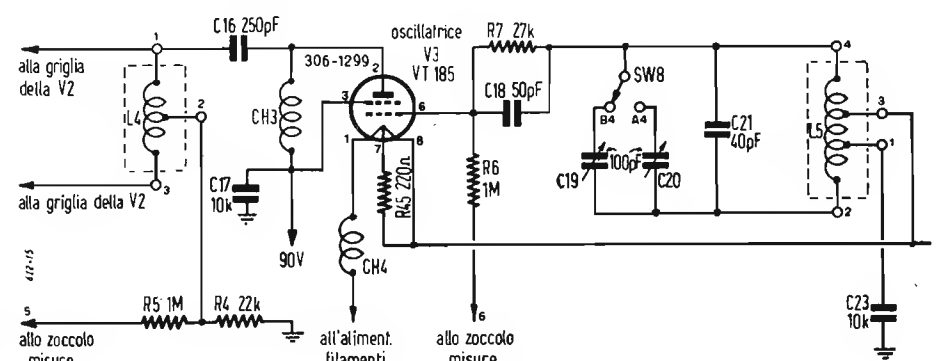 C16 250pF
1
alla griglia
della V2
L4
2
3
alla griglia della V2
CH3
C17
10k
306-1299
oscillatrice
V3
VT 185
2
3
6
1
7
8
R45 220Ω
CH4
90V
R7 27k
C18 50pF
R6
1M
SW8
B4
A4
100pF
C19
C20
C21
40pF
4
L5
3
1
2
C23
10k
5
R5 1M
R4 22k
allo zoccolo
misure
all'aliment.
filamenti
6
allo zoccolo
misure